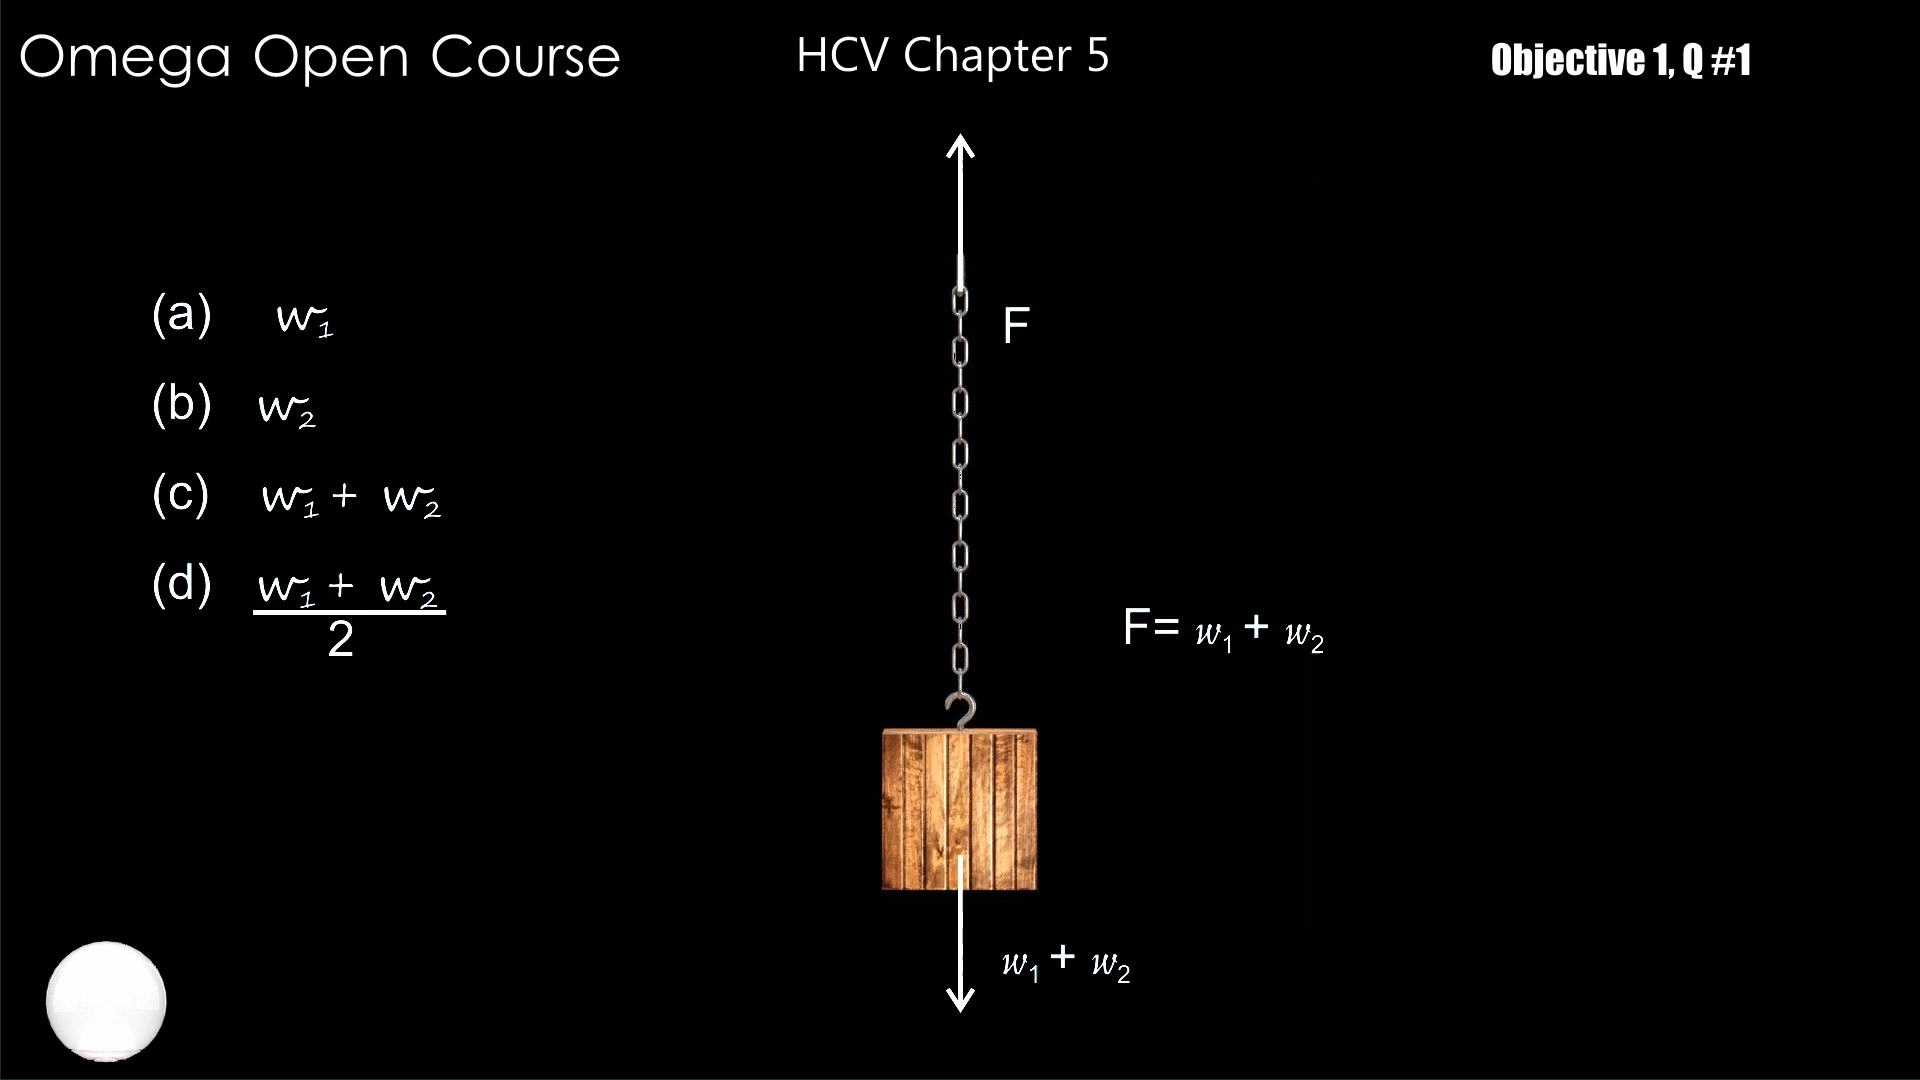 Omega Open Course
HCV Chapter 5
Objective 1, Q #1
F
(a) w₁
(b) w₂
(c) w₁ + w₂
(d) w₁ + w₂
2
F= w₁ + w₂
w₁ + w₂